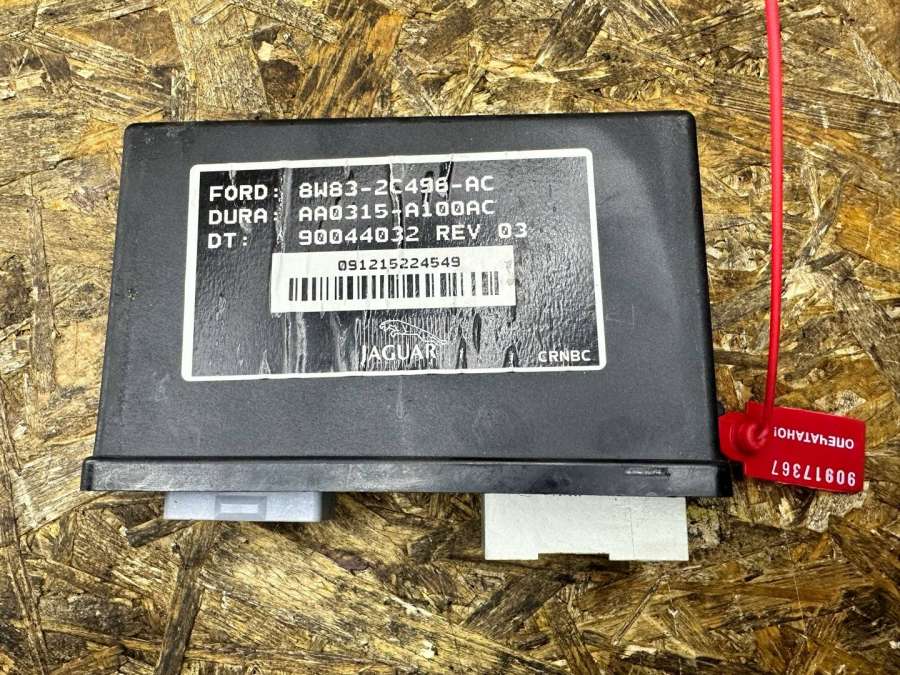 FORD: 8W83-2C496-AC
DURA: AA0315-A100AC
DT: 90044032 REV 03
091215224549
JAGUAR
CRNBC
ОПЕЧАТАНО!
90917367